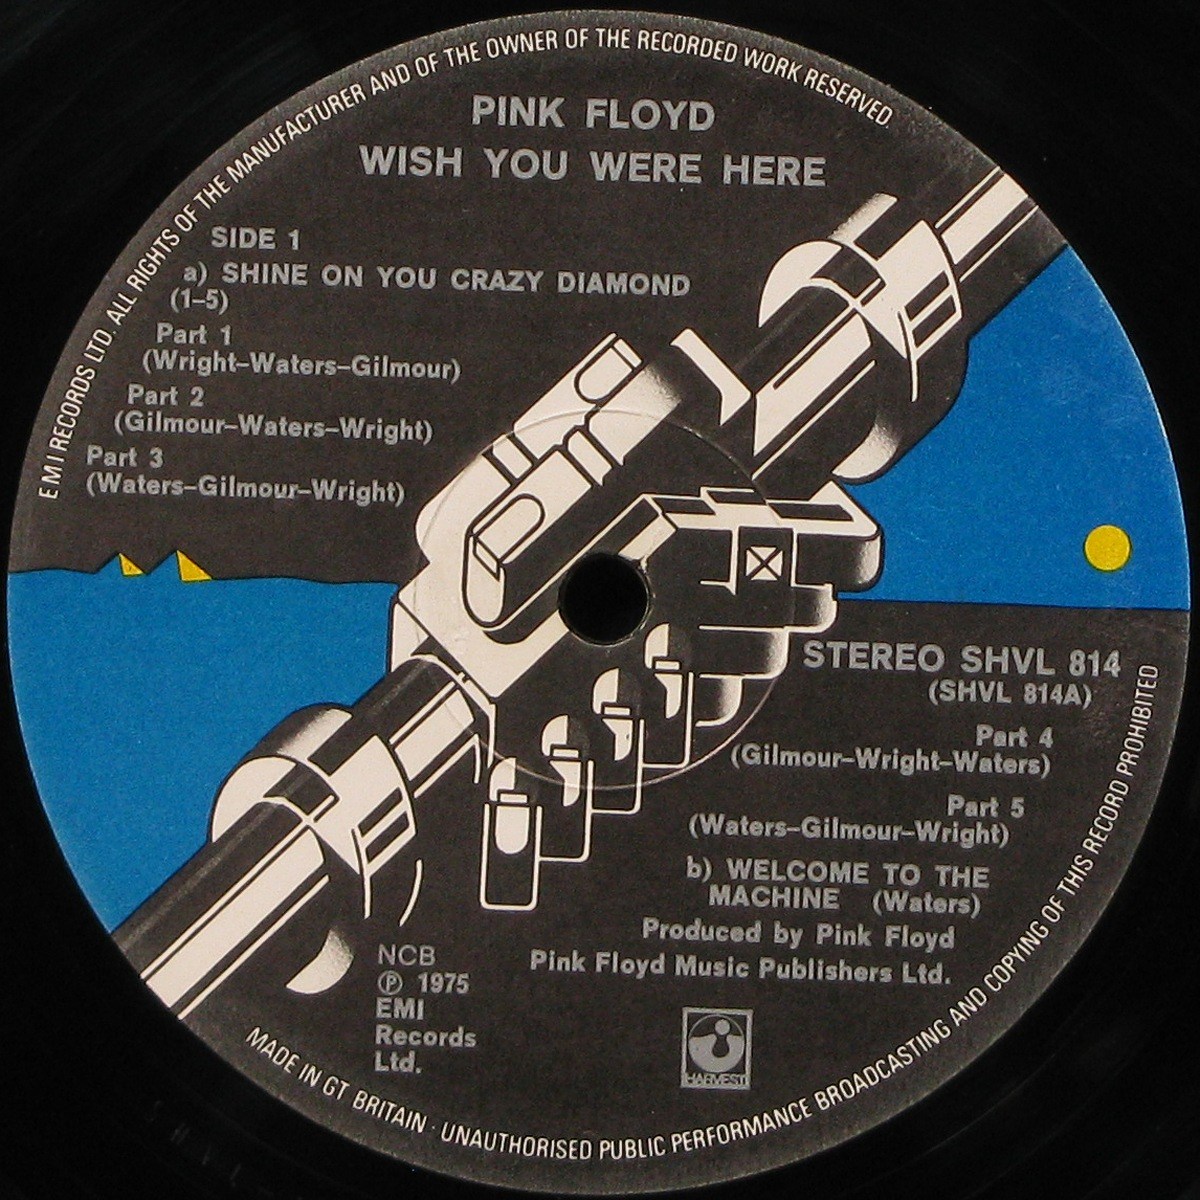 E M I RECORDS LTD. ALL RIGHTS OF THE MANUFACTURER AND OF THE OWNER OF THE RECORDED WORK RESERVED.
PINK FLOYD
WISH YOU WERE HERE
SIDE 1
a) SHINE ON YOU CRAZY DIAMOND
(1–5)
Part 1
(Wright–Waters–Gilmour)
Part 2
(Gilmour–Waters–Wright)
Part 3
(Waters–Gilmour–Wright)
STEREO SHVL 814
(SHVL 814A)
Part 4
(Gilmour–Wright–Waters)
Part 5
(Waters–Gilmour–Wright)
b) WELCOME TO THE
MACHINE (Waters)
Produced by Pink Floyd
Pink Floyd Music Publishers Ltd.
NCB
℗ 1975
EMI
Records
Ltd.
HARVEST
MADE IN GT BRITAIN · UNAUTHORISED PUBLIC PERFORMANCE BROADCASTING AND COPYING OF THIS RECORD PROHIBITED